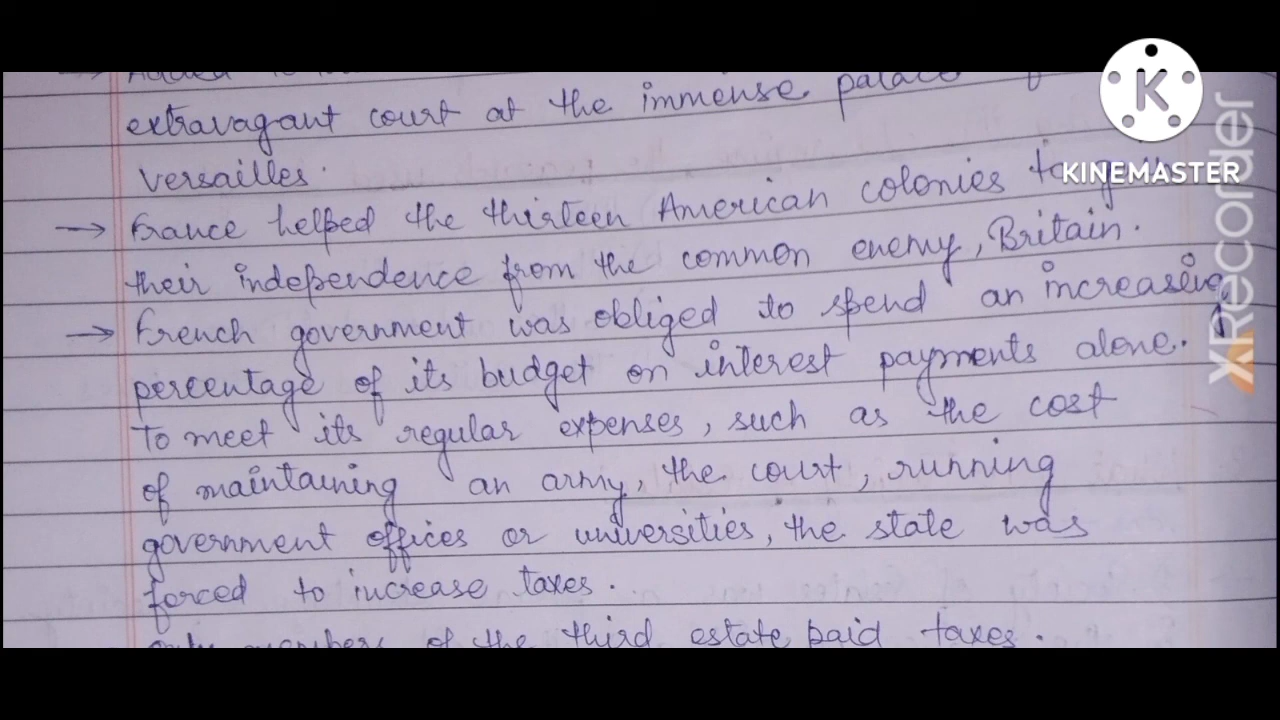 extravagant court at the immense palace
versailles.
→ France helped the thirteen American colonies to
their independence from the common enemy, Britain.
→ French government was obliged to spend an increasing
percentage of its budget on interest payments alone.
To meet its regular expenses, such as the cost
of maintaining an army, the court, running
government offices or universities, the state was
forced to increase taxes.
only members of the third estate paid taxes.
K
KINEMASTER
XRecorder